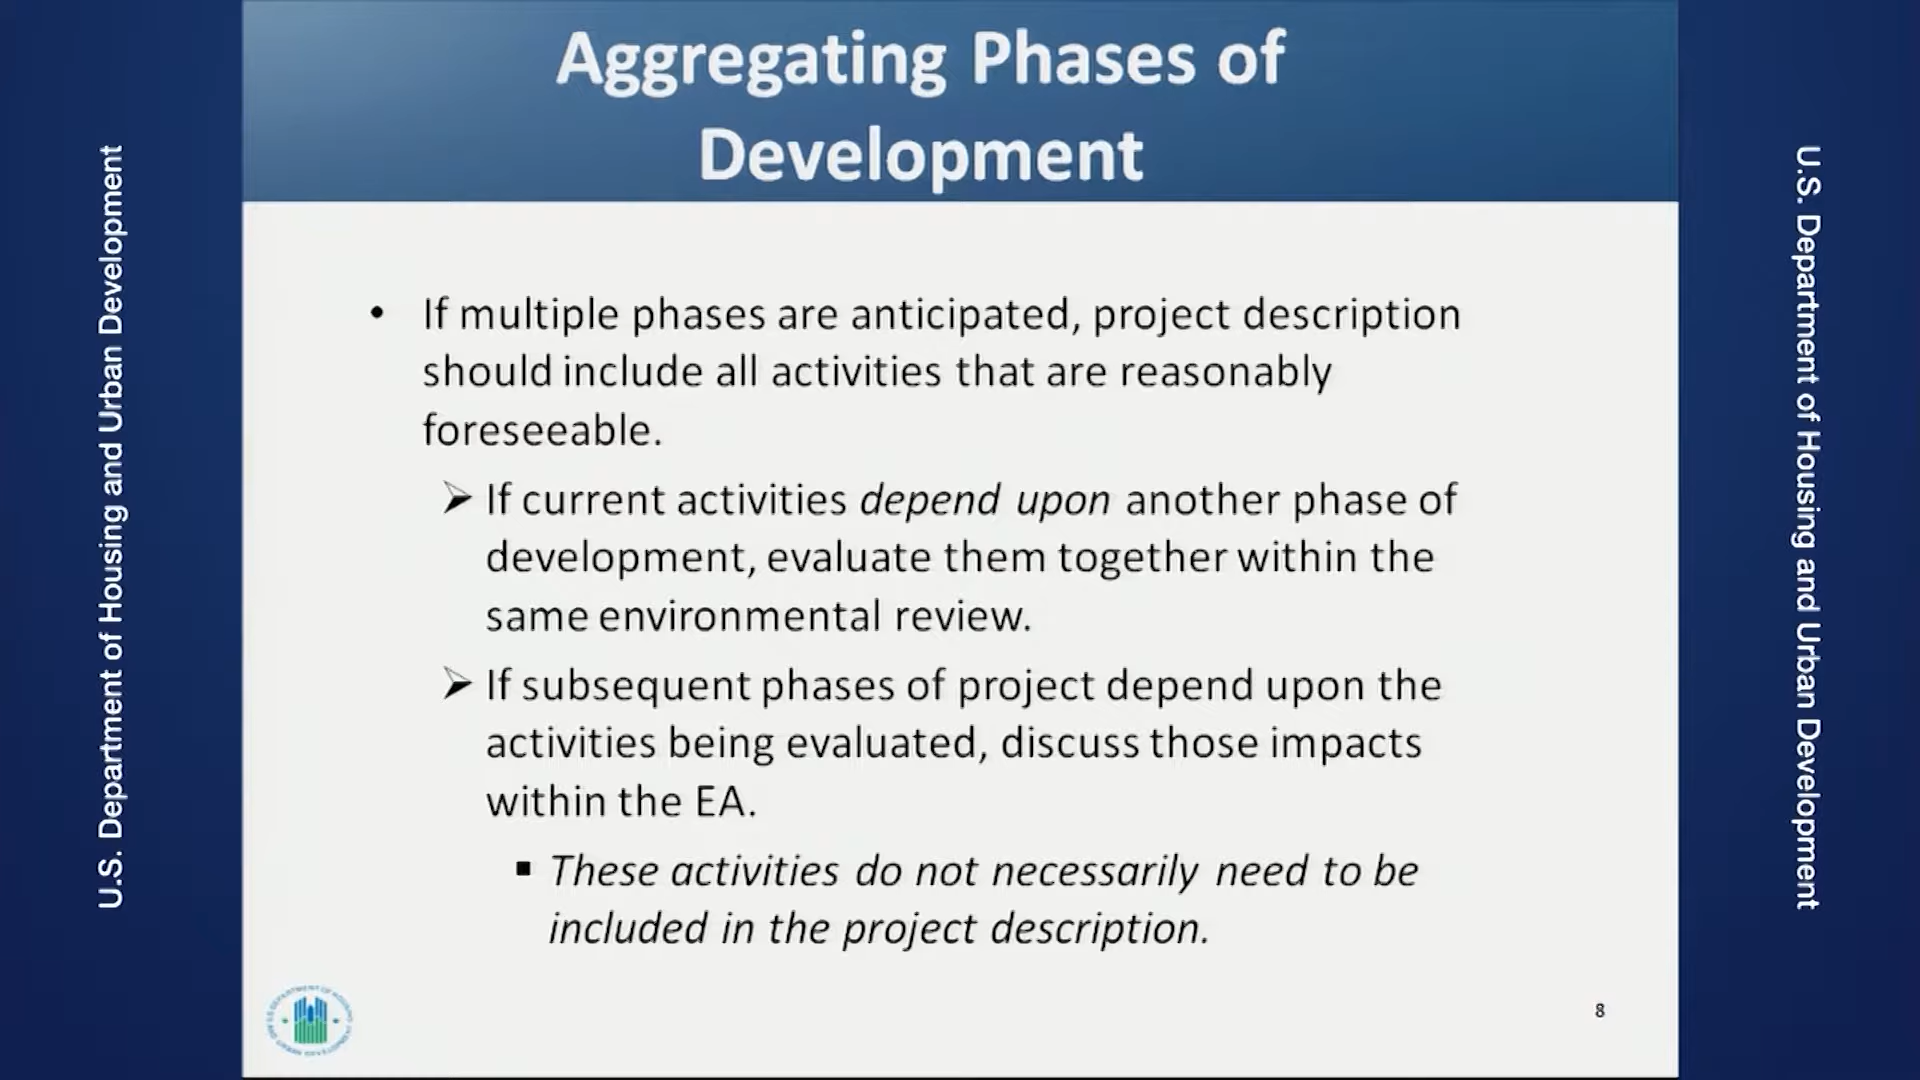 Aggregating Phases of
Development
U.S. Department of Housing and Urban Development
• If multiple phases are anticipated, project description
should include all activities that are reasonably
foreseeable.
➢ If current activities depend upon another phase of
development, evaluate them together within the
same environmental review.
➢ If subsequent phases of project depend upon the
activities being evaluated, discuss those impacts
within the EA.
▪ These activities do not necessarily need to be
included in the project description.
8
U.S. Department of Housing and Urban Development